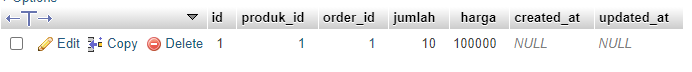 Options
id produk_id order_id jumlah harga created_at updated_at
Edit Copy Delete 1 1 1 10 100000 NULL NULL